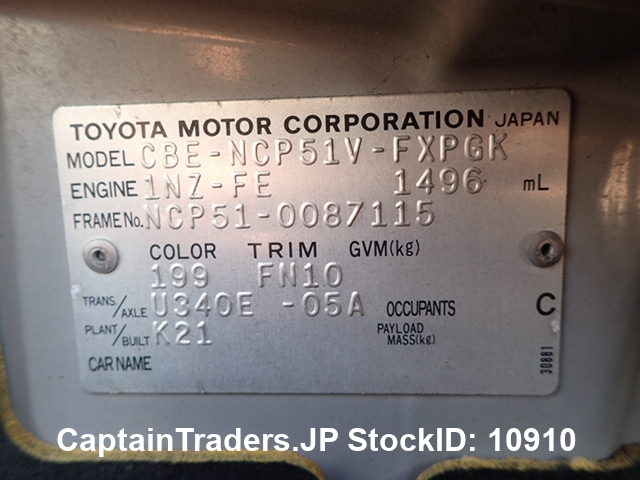 TOYOTA MOTOR CORPORATION JAPAN
MODEL CBE-NCP51V-FXPGK
ENGINE 1NZ-FE 1496 mL
FRAME No. NCP51-0087115
COLOR TRIM GVM(kg)
199 FN10
TRANS./AXLE U340E -05A OCCUPANTS C
PLANT/BUILT K21 PAYLOAD MASS(kg)
CAR NAME
30881
CaptainTraders.JP StockID: 10910